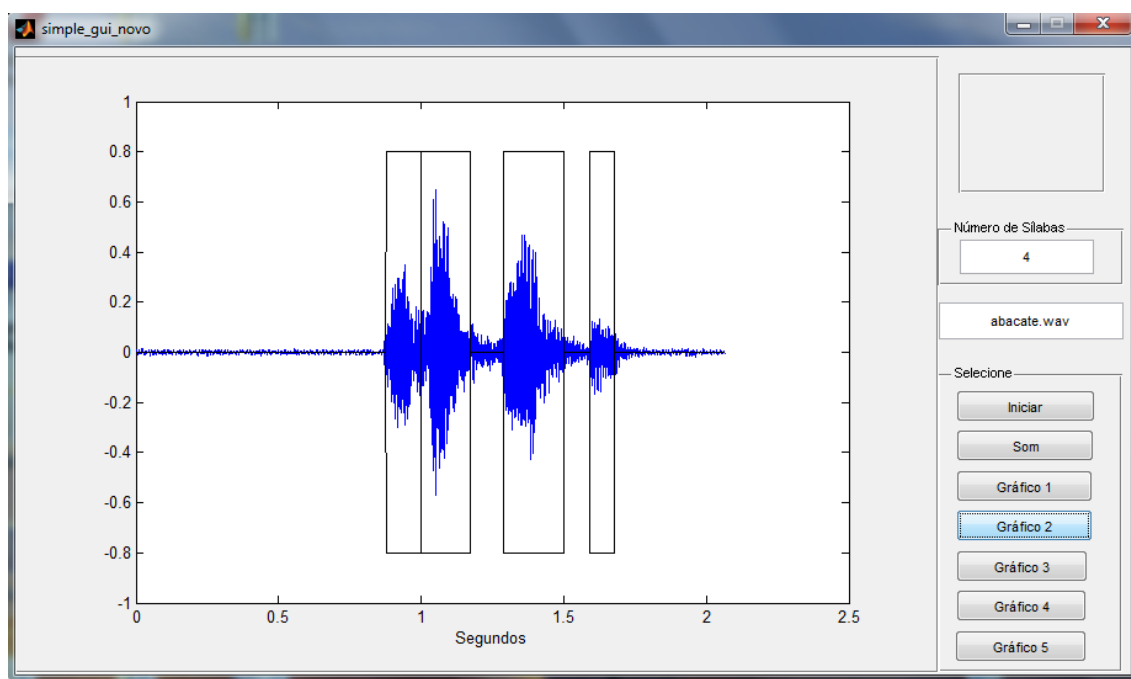 simple_gui_novo
1
0.8
0.6
0.4
0.2
0
-0.2
-0.4
-0.6
-0.8
-1
0 0.5 1 1.5 2 2.5
Segundos
Número de Sílabas
4
abacate.wav
Selecione
Iniciar
Som
Gráfico 1
Gráfico 2
Gráfico 3
Gráfico 4
Gráfico 5